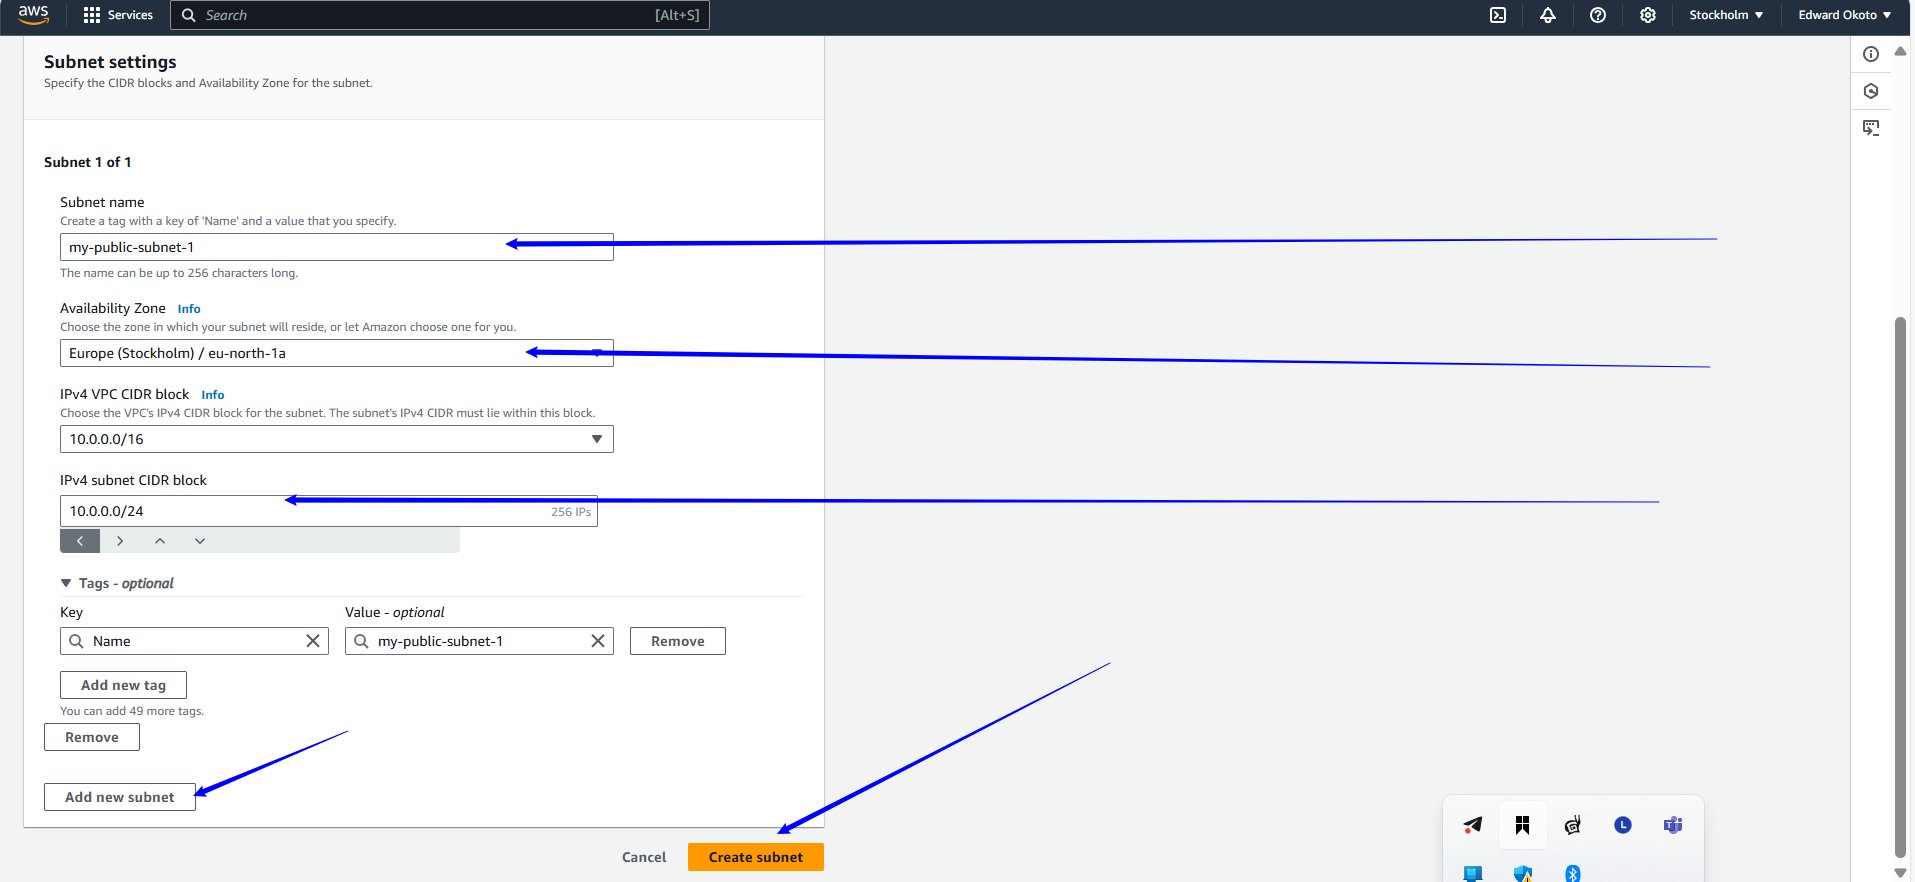 aws Services Search [Alt+S] Stockholm Edward Okoto
Subnet settings
Specify the CIDR blocks and Availability Zone for the subnet.
Subnet 1 of 1
Subnet name
Create a tag with a key of 'Name' and a value that you specify.
my-public-subnet-1
The name can be up to 256 characters long.
Availability Zone Info
Choose the zone in which your subnet will reside, or let Amazon choose one for you.
Europe (Stockholm) / eu-north-1a
IPv4 VPC CIDR block Info
Choose the VPC's IPv4 CIDR block for the subnet. The subnet's IPv4 CIDR must lie within this block.
10.0.0.0/16
IPv4 subnet CIDR block
10.0.0.0/24 256 IPs
Tags - optional
Key Value - optional
Name my-public-subnet-1 Remove
Add new tag
You can add 49 more tags.
Remove
Add new subnet
Cancel Create subnet
L